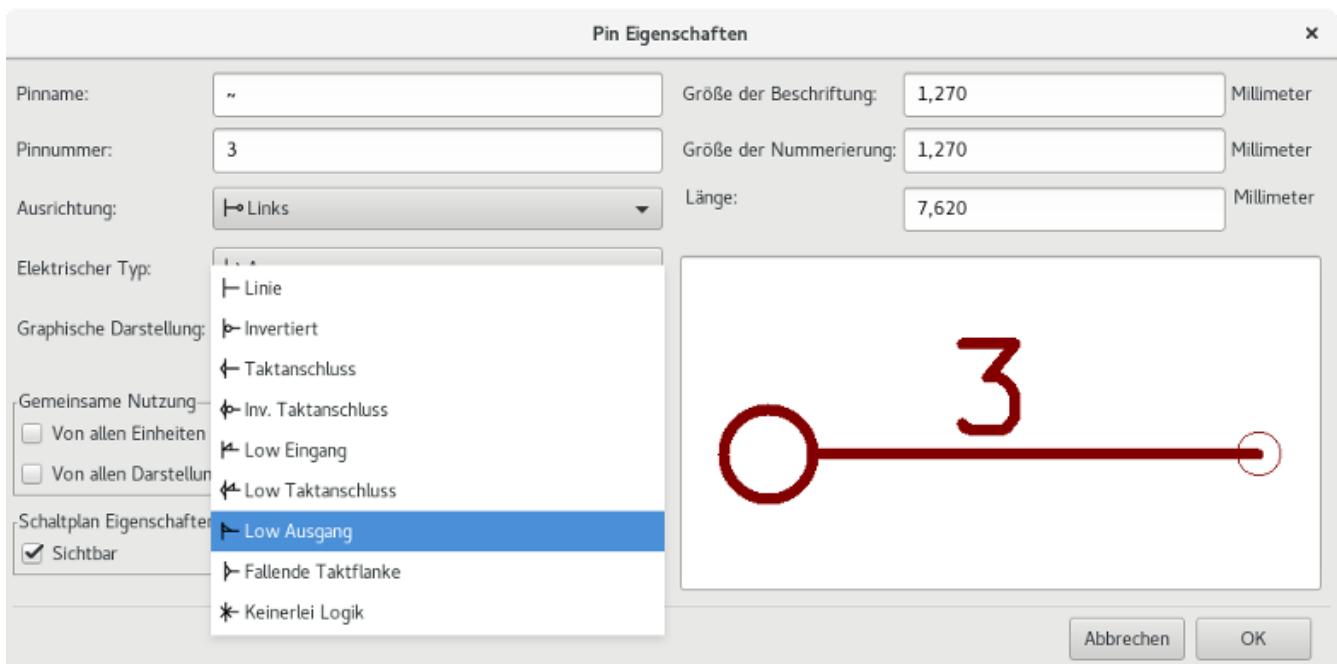 Pin Eigenschaften
Pinname:
~
Größe der Beschriftung:
1,270
Millimeter
Pinnummer:
3
Größe der Nummerierung:
1,270
Millimeter
Ausrichtung:
Links
Länge:
7,620
Millimeter
Elektrischer Typ:
Graphische Darstellung:
Linie
Invertiert
Taktanschluss
Inv. Taktanschluss
Low Eingang
Low Taktanschluss
Low Ausgang
Fallende Taktflanke
Keinerlei Logik
Gemeinsame Nutzung
Von allen Einheiten
Von allen Darstellun
Schaltplan Eigenschaften
Sichtbar
3
Abbrechen
OK